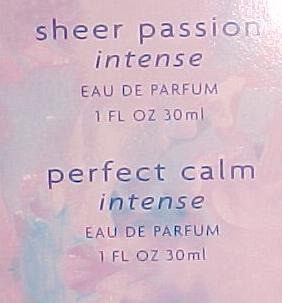 sheer passion
intense
EAU DE PARFUM
1 FL OZ 30ml
perfect calm
intense
EAU DE PARFUM
1 FL OZ 30ml